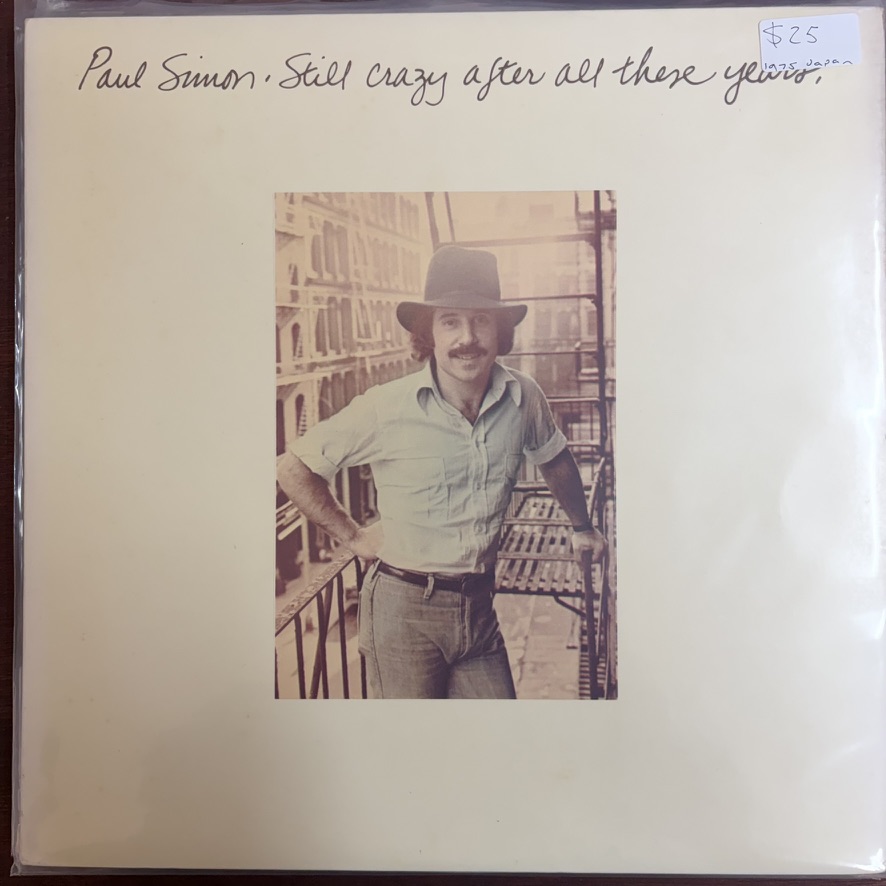 $25
1975 Japan
Paul Simon. Still crazy after all these years.